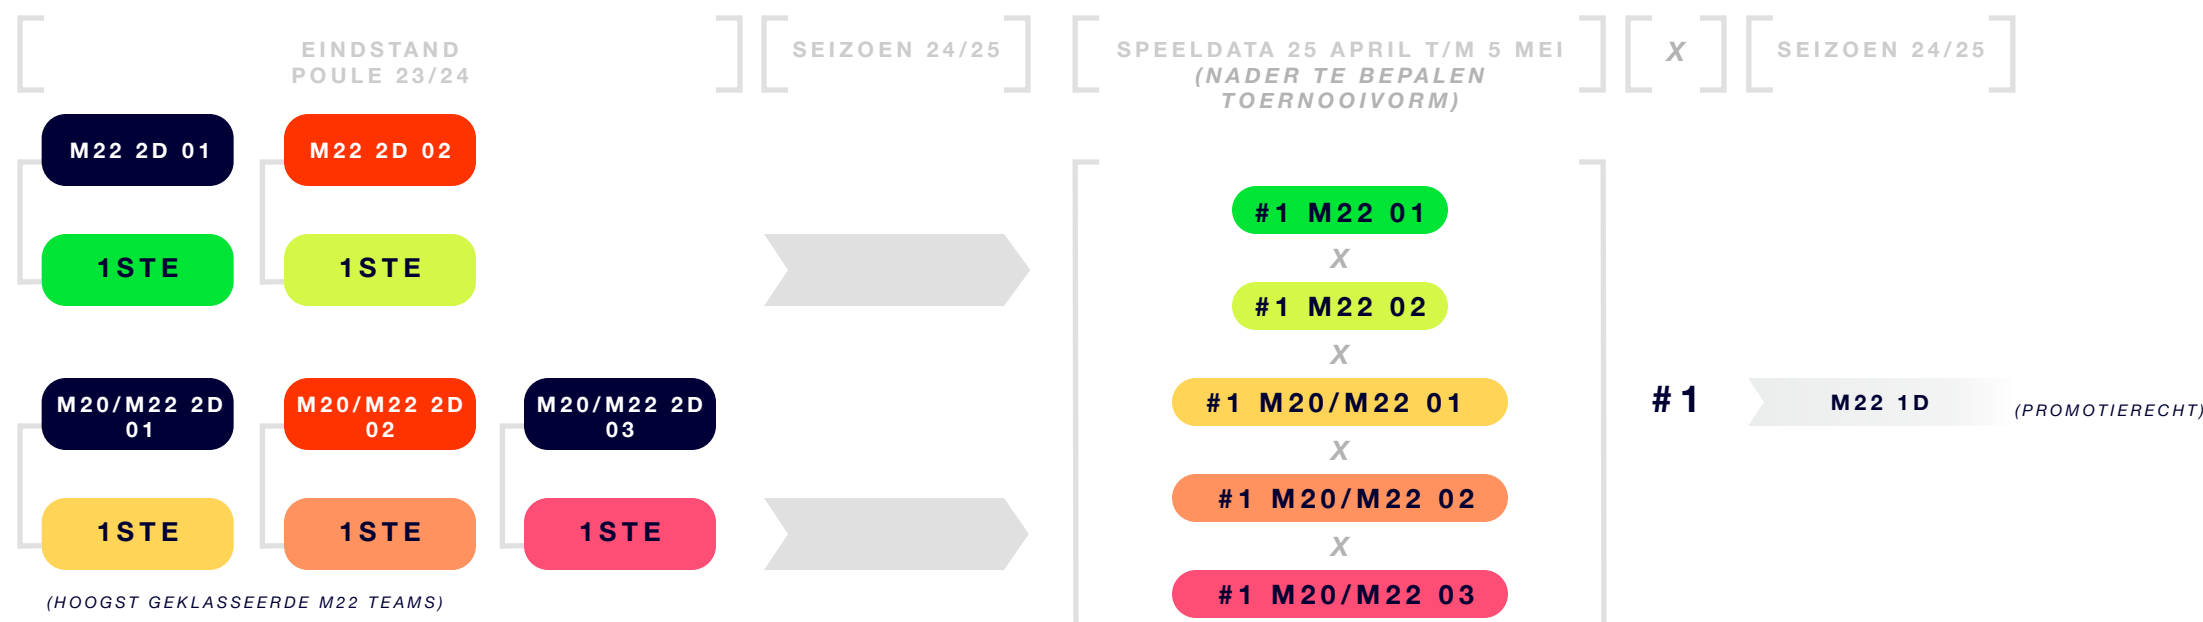 EINDSTAND
POULE 23/24
SEIZOEN 24/25
SPEELDATA 25 APRIL T/M 5 MEI
(NADER TE BEPALEN
TOERNOOIVORM)
X
SEIZOEN 24/25
M22 2D 01
M22 2D 02
1STE
1STE
M20/M22 2D
01
M20/M22 2D
02
M20/M22 2D
03
1STE
1STE
1STE
(HOOGST GEKLASSEERDE M22 TEAMS)
#1 M22 01
X
#1 M22 02
X
#1 M20/M22 01
X
#1 M20/M22 02
X
#1 M20/M22 03
#1
M22 1D
(PROMOTIERECHT)